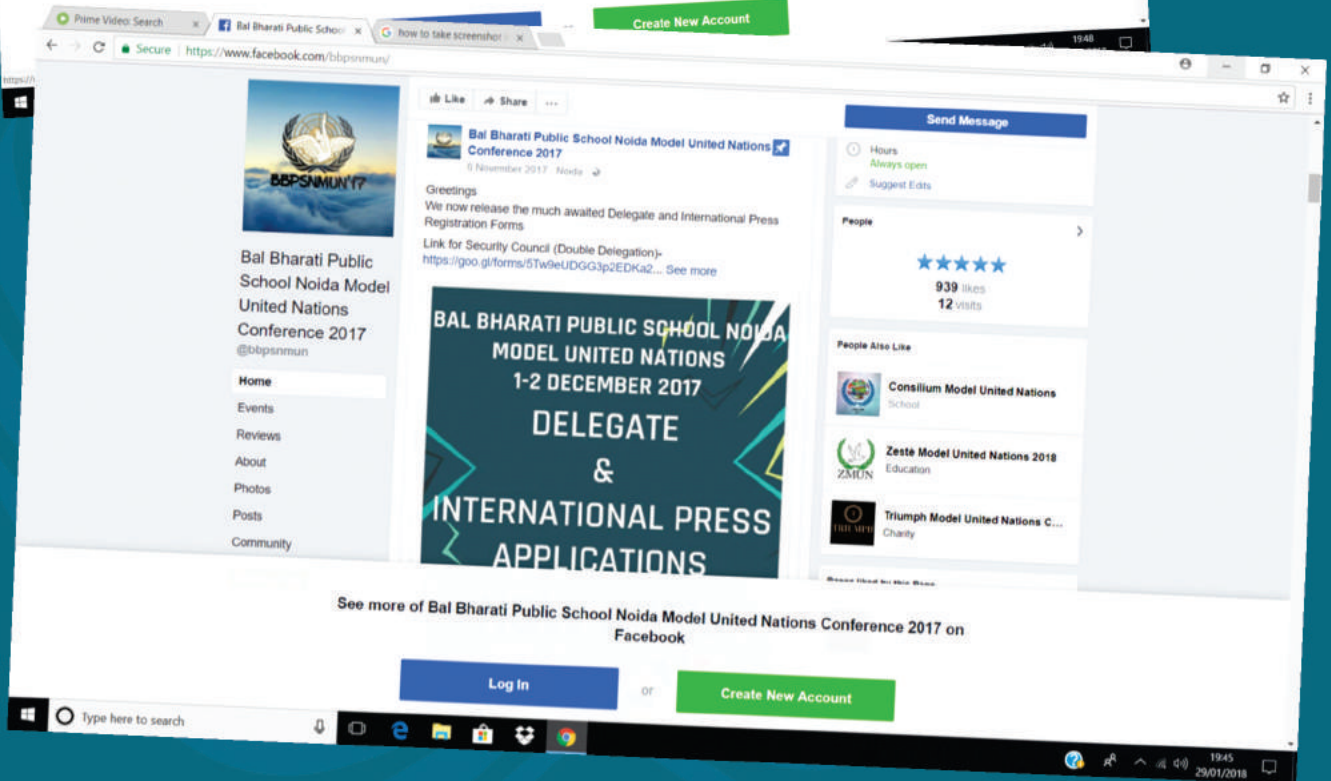 Create New Account
19:48
Prime Video: Search
Bal Bharati Public School
how to take screenshot
Secure
https://www.facebook.com/bbpsnmun/
BBPSNMUN'17
Bal Bharati Public
School Noida Model
United Nations
Conference 2017
@bbpsnmun
Home
Events
Reviews
About
Photos
Posts
Community
Like
Share
...
Bal Bharati Public School Noida Model United Nations
Conference 2017
Noida
Greetings
We now release the much awaited Delegate and International Press
Registration Forms
Link for Security Council (Double Delegation)-
https://goo.gl/forms/5Tw9eUDGG3p2EDKa2... See more
BAL BHARATI PUBLIC SCHOOL NOIDA
MODEL UNITED NATIONS
1-2 DECEMBER 2017
DELEGATE
&
INTERNATIONAL PRESS
APPLICATIONS
Send Message
Hours
Always open
Suggest Edits
People
939 likes
12 visits
People Also Like
Consilium Model United Nations
School
ZMUN
Zestè Model United Nations 2018
Education
TRIUMPH
Triumph Model United Nations C...
Charity
Pages liked by this Page
See more of Bal Bharati Public School Noida Model United Nations Conference 2017 on
Facebook
Log In
or
Create New Account
Type here to search
19:45
29/01/2018